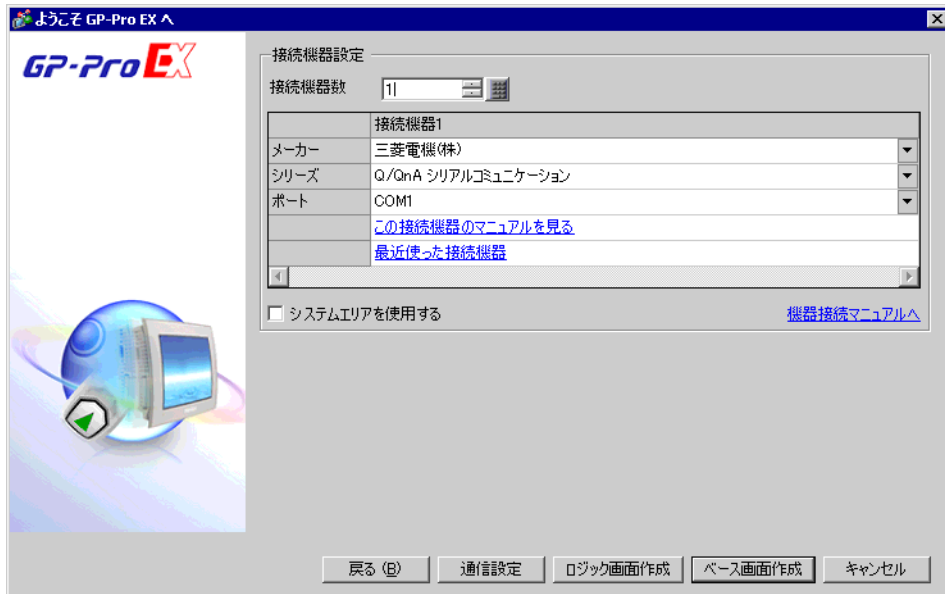 ようこそ GP-Pro EX へ
GP-Pro EX
接続機器設定
接続機器数 1
接続機器1
メーカー 三菱電機(株)
シリーズ Q/QnA シリアルコミュニケーション
ポート COM1
この接続機器のマニュアルを見る
最近使った接続機器
システムエリアを使用する 機器接続マニュアルへ
戻る (B) 通信設定 ロジック画面作成 ベース画面作成 キャンセル